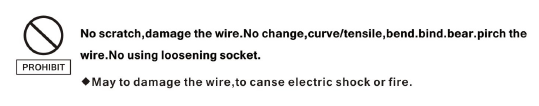 No scratch,damage the wire.No change,curve/tensile,bend.bind.bear.pirch the
wire.No using loosening socket.
PROHIBIT
◆May to damage the wire,to canse electric shock or fire.